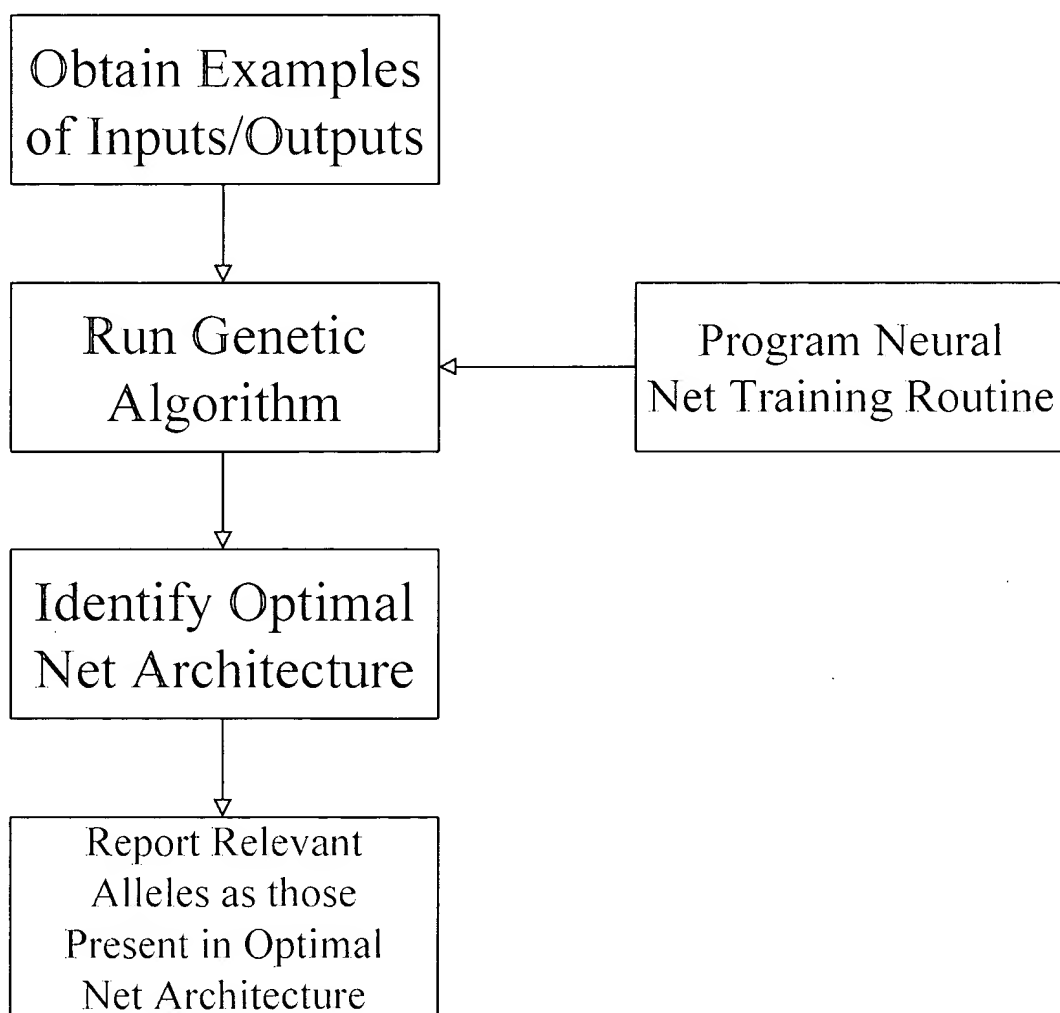 Obtain Examples
of Inputs/Outputs
Run Genetic
Algorithm
Program Neural
Net Training Routine
Identify Optimal
Net Architecture
Report Relevant
Alleles as those
Present in Optimal
Net Architecture